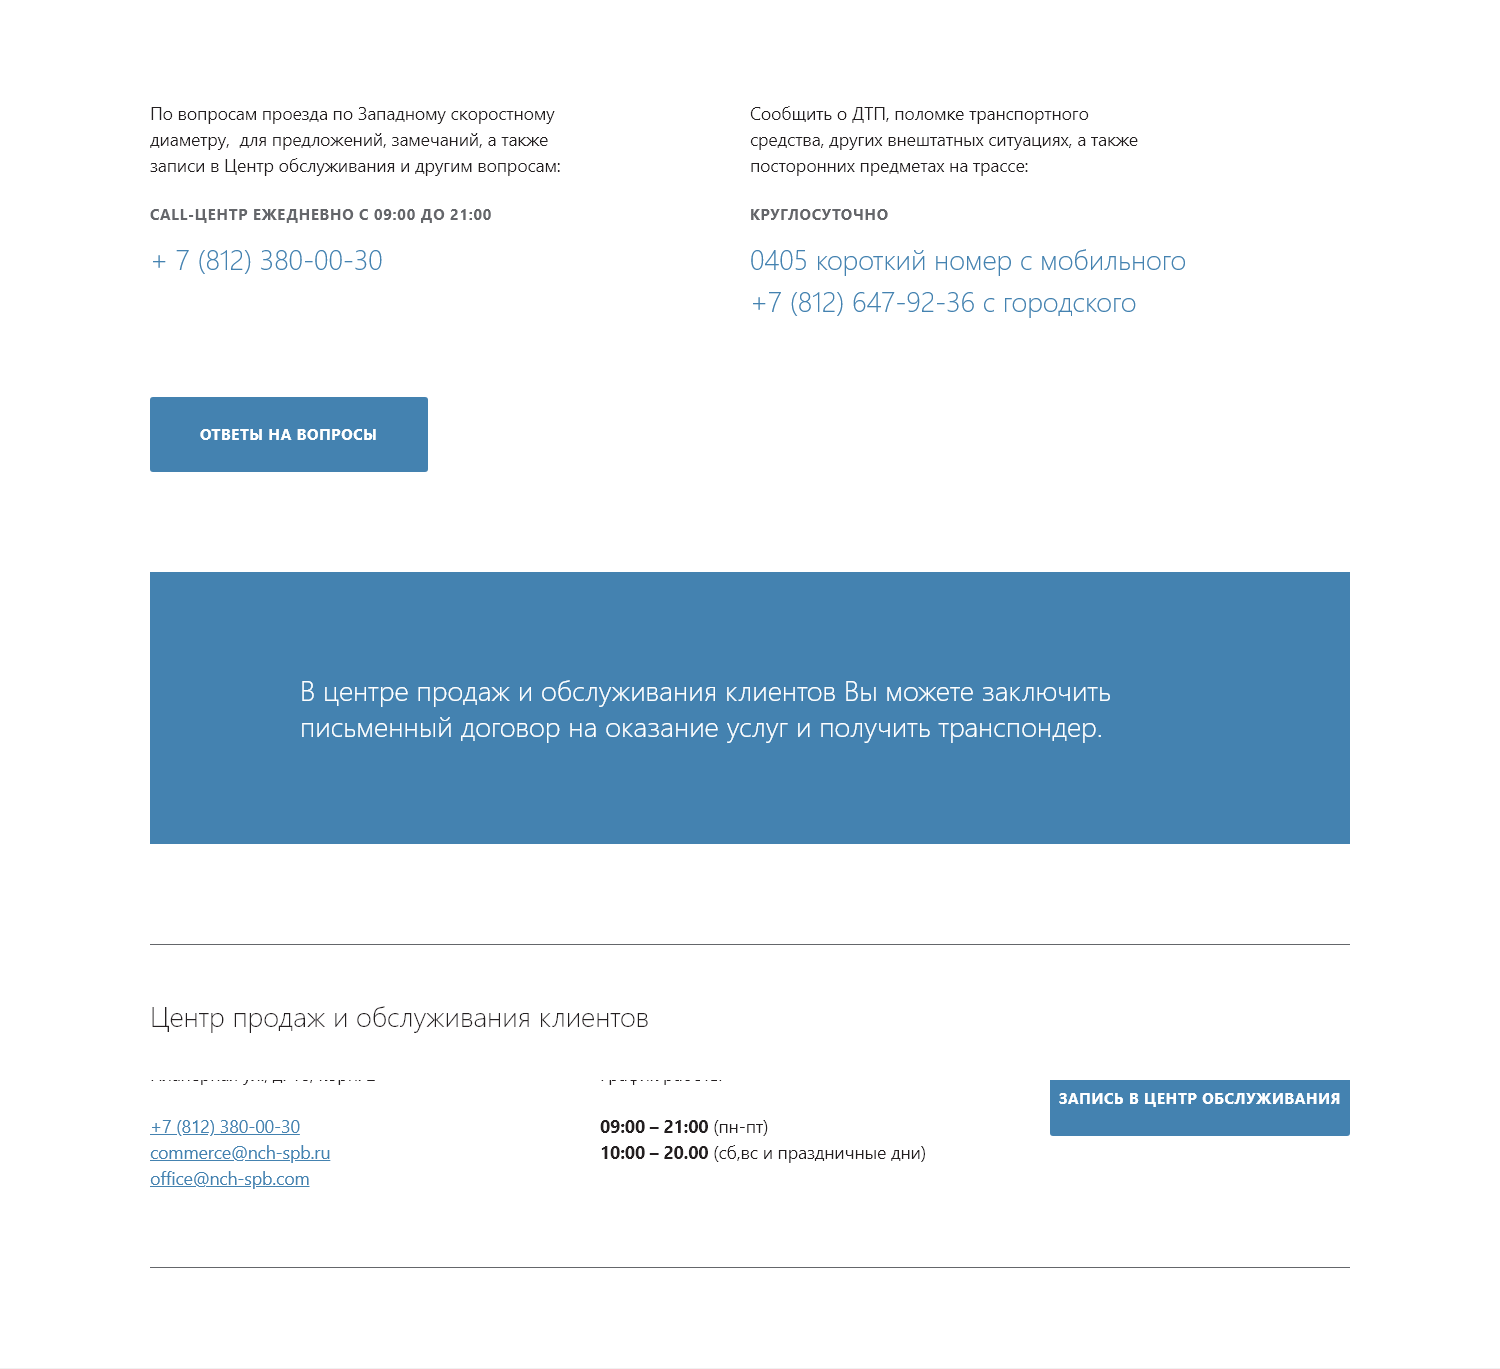 По вопросам проезда по Западному скоростному
диаметру,  для предложений, замечаний, а также
записи в Центр обслуживания и другим вопросам:
CALL-ЦЕНТР ЕЖЕДНЕВНО С 09:00 ДО 21:00
+ 7 (812) 380-00-30
Сообщить о ДТП, поломке транспортного
средства, других внештатных ситуациях, а также
посторонних предметах на трассе:
КРУГЛОСУТОЧНО
0405 короткий номер с мобильного
+7 (812) 647-92-36 с городского
ОТВЕТЫ НА ВОПРОСЫ
В центре продаж и обслуживания клиентов Вы можете заключить
письменный договор на оказание услуг и получить транспондер.
Центр продаж и обслуживания клиентов
+7 (812) 380-00-30
commerce@nch-spb.ru
office@nch-spb.com
09:00 – 21:00 (пн-пт)
10:00 – 20.00 (сб,вс и праздничные дни)
ЗАПИСЬ В ЦЕНТР ОБСЛУЖИВАНИЯ